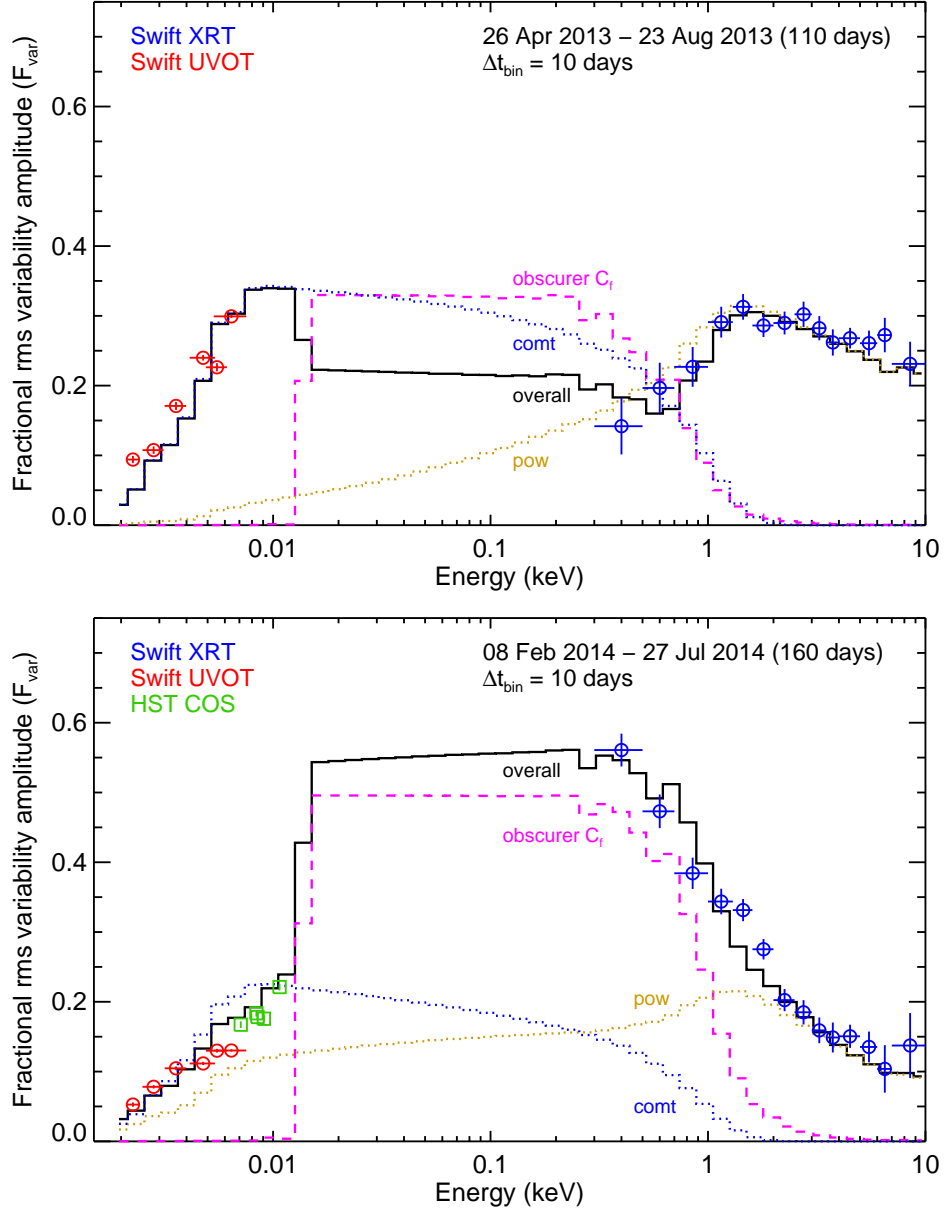 Swift XRT
Swift UVOT
26 Apr 2013 − 23 Aug 2013 (110 days)
Δt_bin = 10 days
Fractional rms variability amplitude (F_var)
0.6
0.4
0.2
0.0
obscurer C_f
comt
overall
pow
0.01
0.1
1
10
Energy (keV)
Swift XRT
Swift UVOT
HST COS
08 Feb 2014 − 27 Jul 2014 (160 days)
Δt_bin = 10 days
Fractional rms variability amplitude (F_var)
0.6
0.4
0.2
0.0
overall
obscurer C_f
pow
comt
0.01
0.1
1
10
Energy (keV)